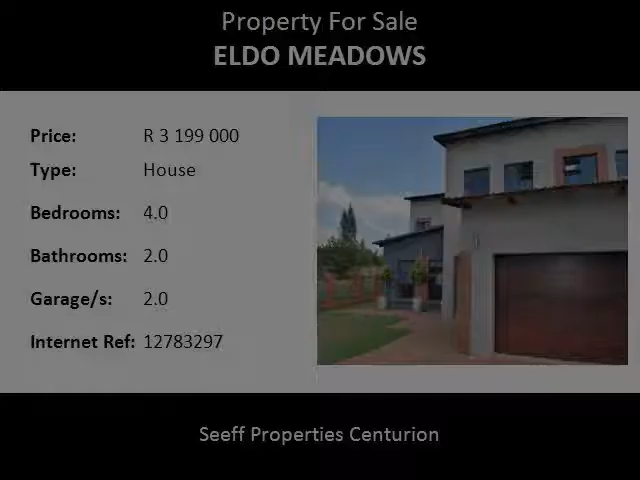 Property For Sale
ELDO MEADOWS
Price: R 3 199 000
Type: House
Bedrooms: 4.0
Bathrooms: 2.0
Garage/s: 2.0
Internet Ref: 12783297
Seeff Properties Centurion